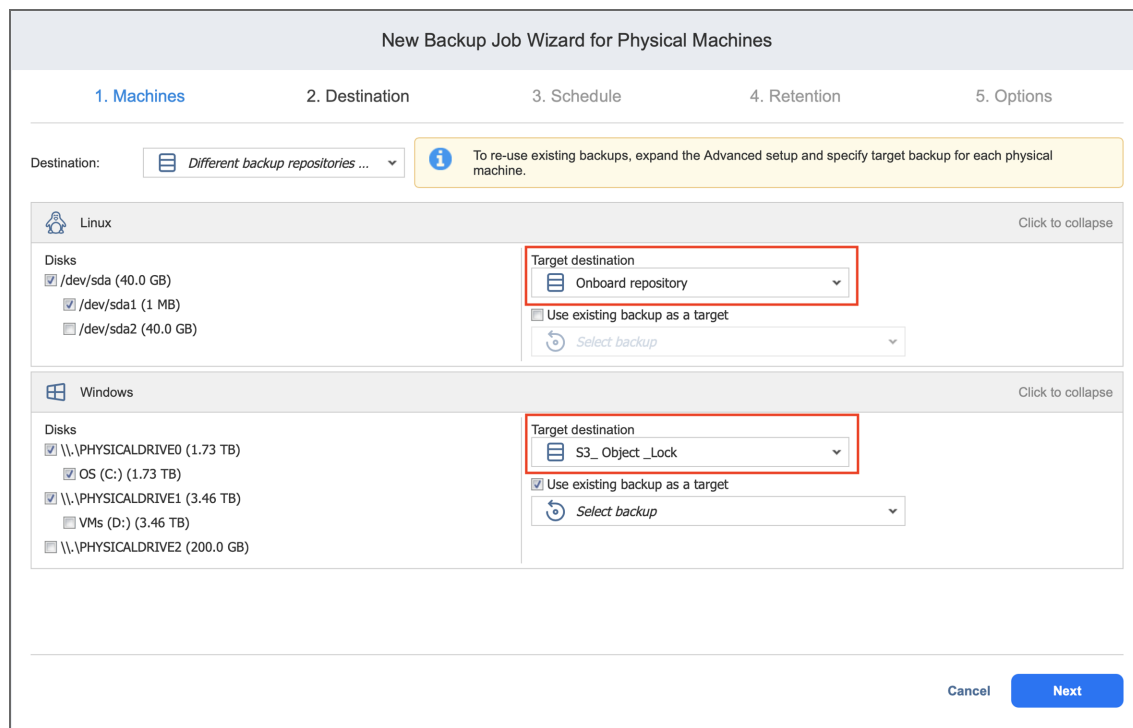 New Backup Job Wizard for Physical Machines
1. Machines
2. Destination
3. Schedule
4. Retention
5. Options
Destination:
Different backup repositories ...
To re-use existing backups, expand the Advanced setup and specify target backup for each physical
machine.
Linux
Click to collapse
Disks
/dev/sda (40.0 GB)
/dev/sda1 (1 MB)
/dev/sda2 (40.0 GB)
Target destination
Onboard repository
Use existing backup as a target
Select backup
Windows
Click to collapse
Disks
\\.\PHYSICALDRIVE0 (1.73 TB)
OS (C:) (1.73 TB)
\\.\PHYSICALDRIVE1 (3.46 TB)
VMs (D:) (3.46 TB)
\\.\PHYSICALDRIVE2 (200.0 GB)
Target destination
S3_ Object _Lock
Use existing backup as a target
Select backup
Cancel
Next